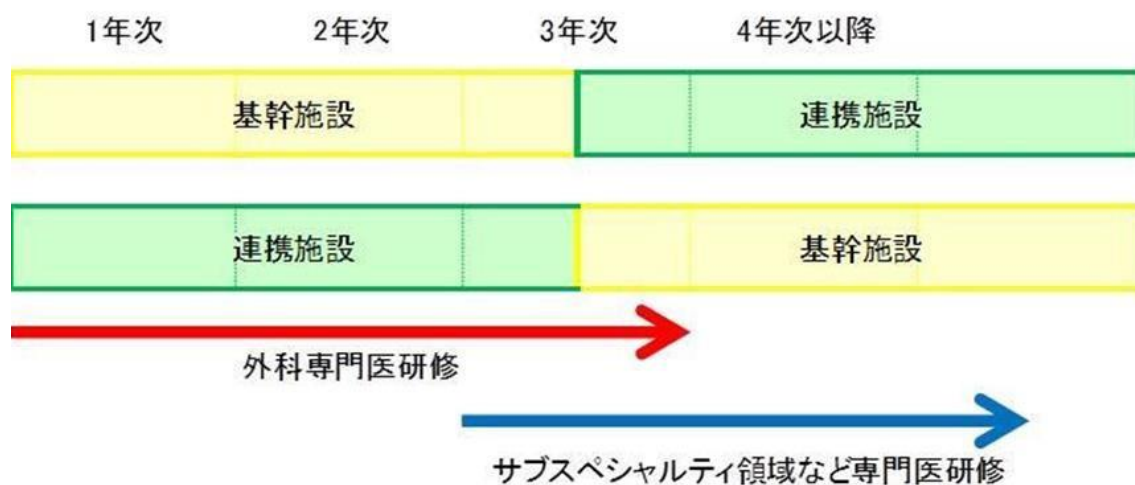 1年次 2年次 3年次 4年次以降
基幹施設 連携施設
連携施設 基幹施設
外科専門医研修
サブスペシャルティ領域など専門医研修